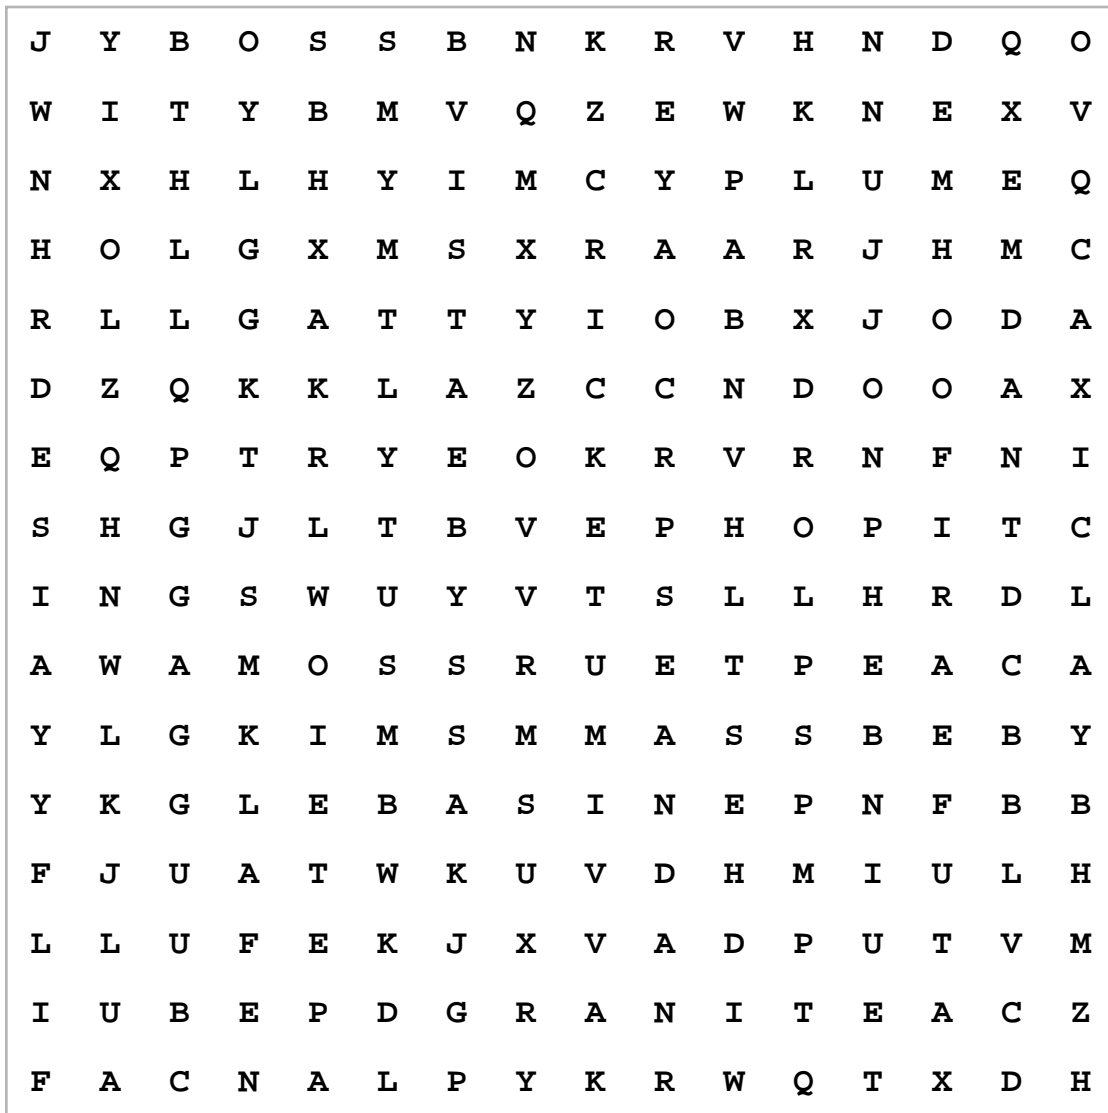 J Y B O S S B N K R V H N D Q O
W I T Y B M V Q Z E W K N E X V
N X H L H Y I M C Y P L U M E Q
H O L G X M S X R A A R J H M C
R L L G A T T Y I O B X J O D A
D Z Q K K L A Z C C N D O O A X
E Q P T R Y E O K R V R N F N I
S H G J L T B V E P H O P I T C
I N G S W U Y V T S L L H R D L
A W A M O S S R U E T P E A C A
Y L G K I M S M M A S S B E B Y
Y K G L E B A S I N E P N F B B
F J U A T W K U V D H M I U L H
L L U F E K J X V A D P U T V M
I U B E P D G R A N I T E A C Z
F A C N A L P Y K R W Q T X D H